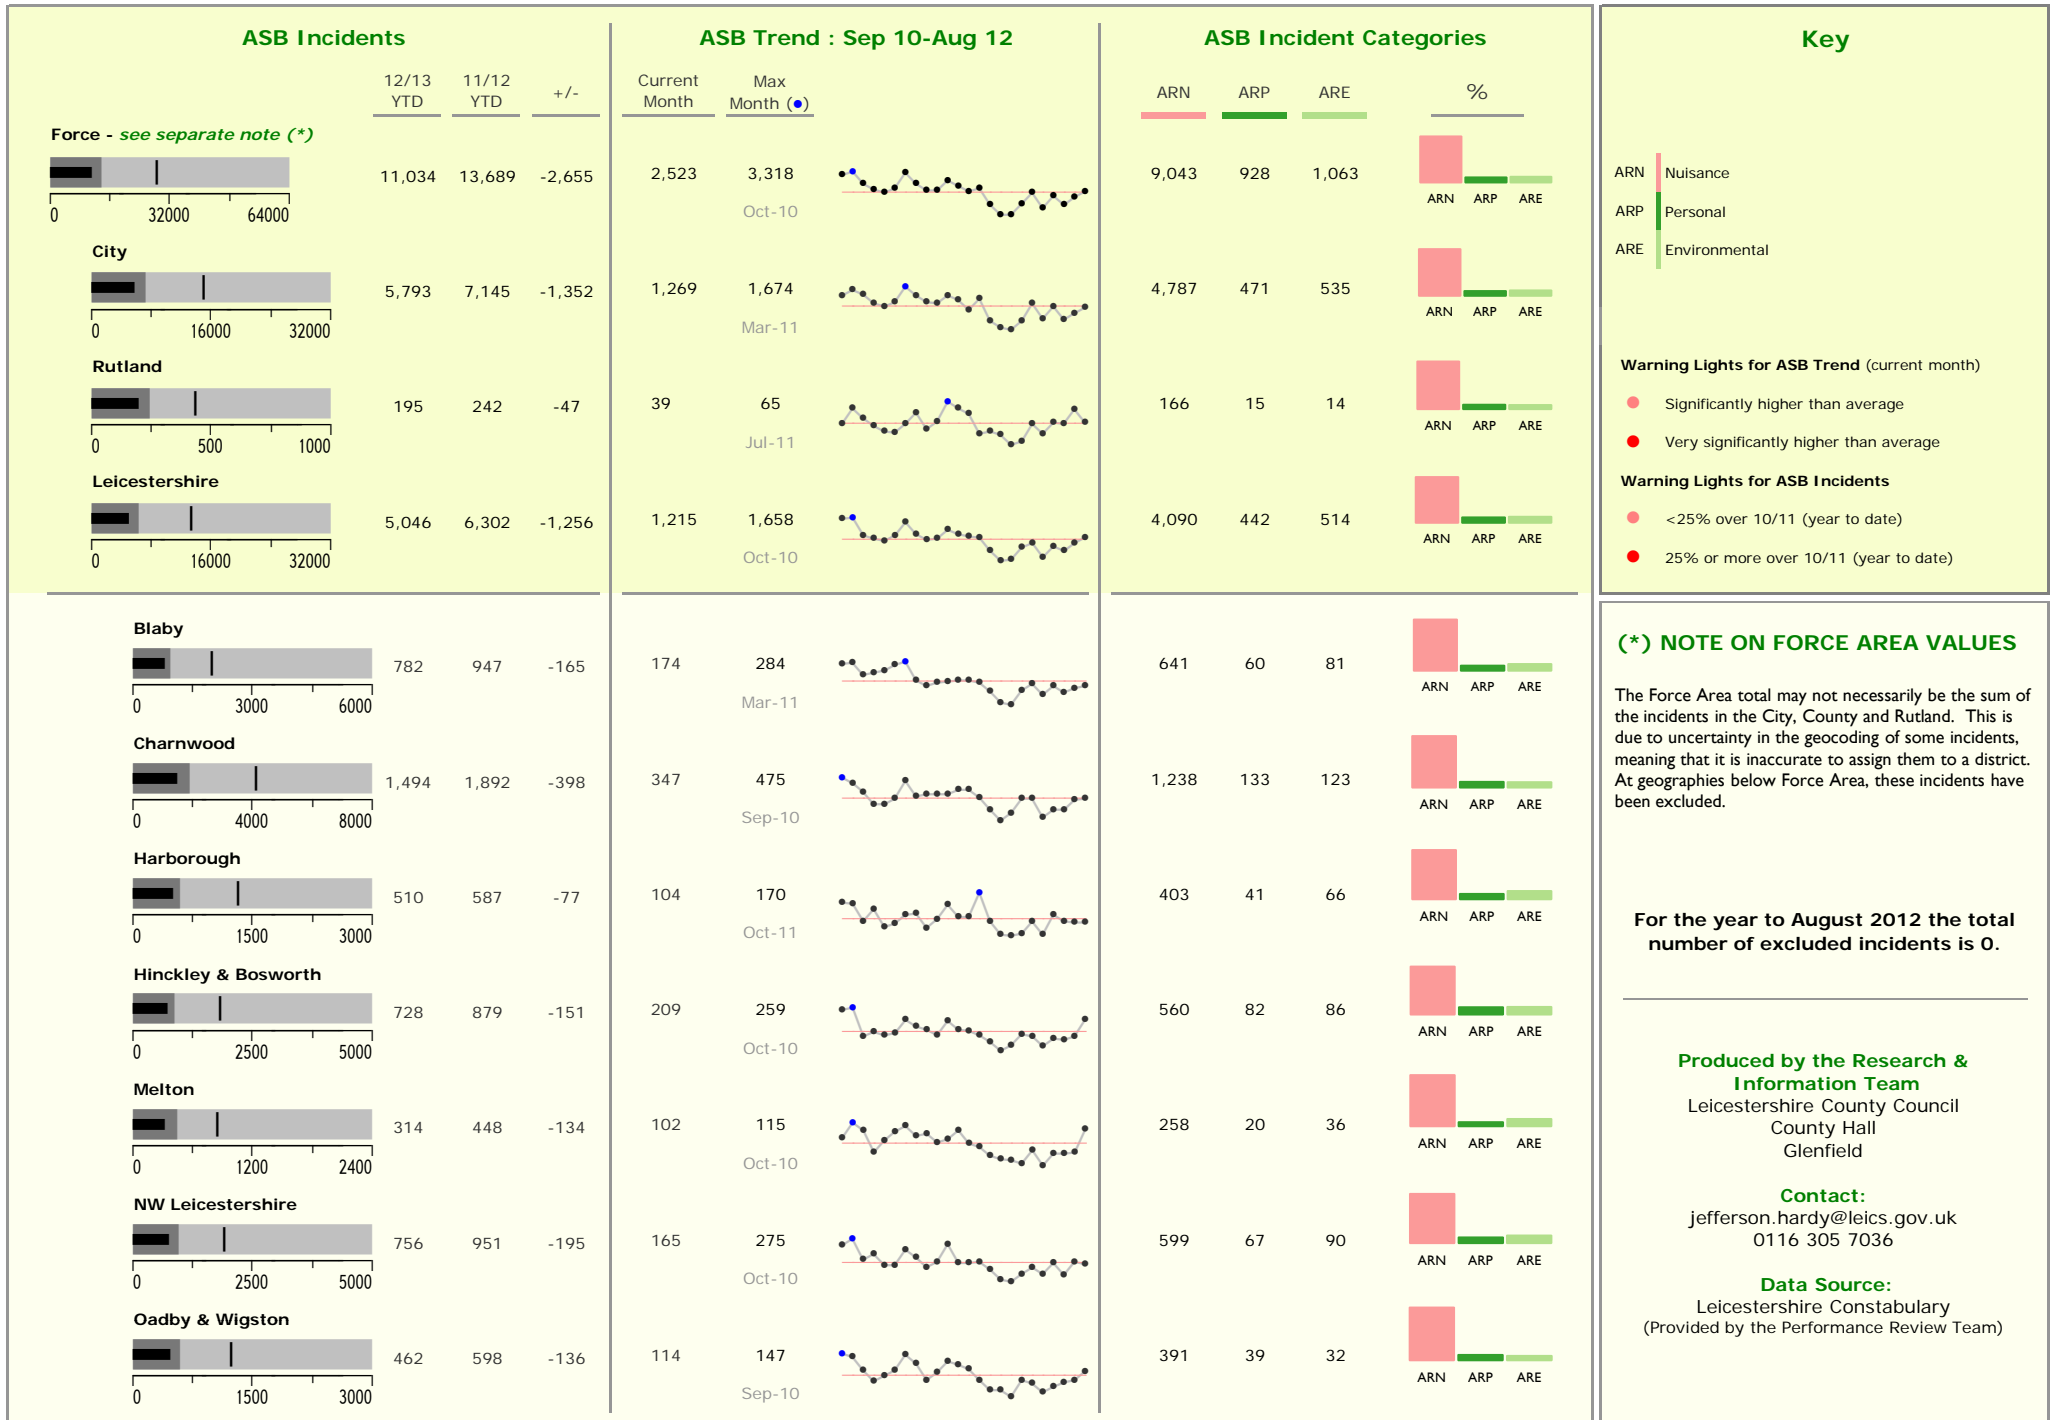 ASB Incidents
ASB Trend : Sep 10-Aug 12
ASB Incident Categories
12/13 YTD
11/12 YTD
+/-
Current Month
Max Month (●)
ARN
ARP
ARE
%
Force - see separate note (*)
11,034 13,689 -2,655
2,523 3,318
Oct-10
9,043 928 1,063
ARN ARP ARE
0 32000 64000
City
5,793 7,145 -1,352
1,269 1,674
Mar-11
4,787 471 535
ARN ARP ARE
0 16000 32000
Rutland
195 242 -47
39 65
Jul-11
166 15 14
ARN ARP ARE
0 500 1000
Leicestershire
5,046 6,302 -1,256
1,215 1,658
Oct-10
4,090 442 514
ARN ARP ARE
0 16000 32000
Blaby
782 947 -165
174 284
Mar-11
641 60 81
ARN ARP ARE
0 3000 6000
Charnwood
1,494 1,892 -398
347 475
Sep-10
1,238 133 123
ARN ARP ARE
0 4000 8000
Harborough
510 587 -77
104 170
Oct-11
403 41 66
ARN ARP ARE
0 1500 3000
Hinckley & Bosworth
728 879 -151
209 259
Oct-10
560 82 86
ARN ARP ARE
0 2500 5000
Melton
314 448 -134
102 115
Oct-10
258 20 36
ARN ARP ARE
0 1200 2400
NW Leicestershire
756 951 -195
165 275
Oct-10
599 67 90
ARN ARP ARE
0 2500 5000
Oadby & Wigston
462 598 -136
114 147
Sep-10
391 39 32
ARN ARP ARE
0 1500 3000
Key
ARN Nuisance
ARP Personal
ARE Environmental
Warning Lights for ASB Trend (current month)
Significantly higher than average
Very significantly higher than average
Warning Lights for ASB Incidents
<25% over 10/11 (year to date)
25% or more over 10/11 (year to date)
(*) NOTE ON FORCE AREA VALUES
The Force Area total may not necessarily be the sum of
the incidents in the City, County and Rutland. This is
due to uncertainty in the geocoding of some incidents,
meaning that it is inaccurate to assign them to a district.
At geographies below Force Area, these incidents have
been excluded.
For the year to August 2012 the total
number of excluded incidents is 0.
Produced by the Research &
Information Team
Leicestershire County Council
County Hall
Glenfield
Contact:
jefferson.hardy@leics.gov.uk
0116 305 7036
Data Source:
Leicestershire Constabulary
(Provided by the Performance Review Team)